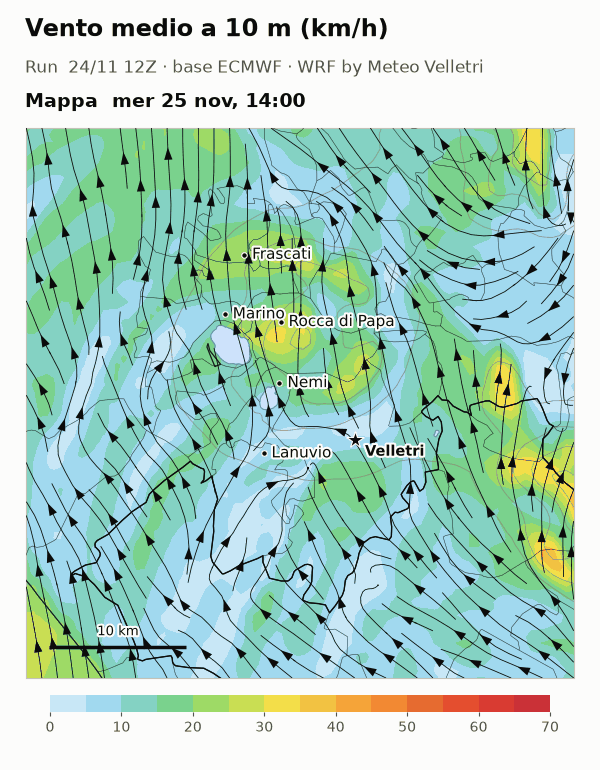 Vento medio a 10 m (km/h)
Run 24/11 12Z · base ECMWF · WRF by Meteo Velletri
Mappa mer 25 nov, 14:00
Frascati
Marino
Rocca di Papa
Nemi
Velletri
Lanuvio
10 km
0 10 20 30 40 50 60 70